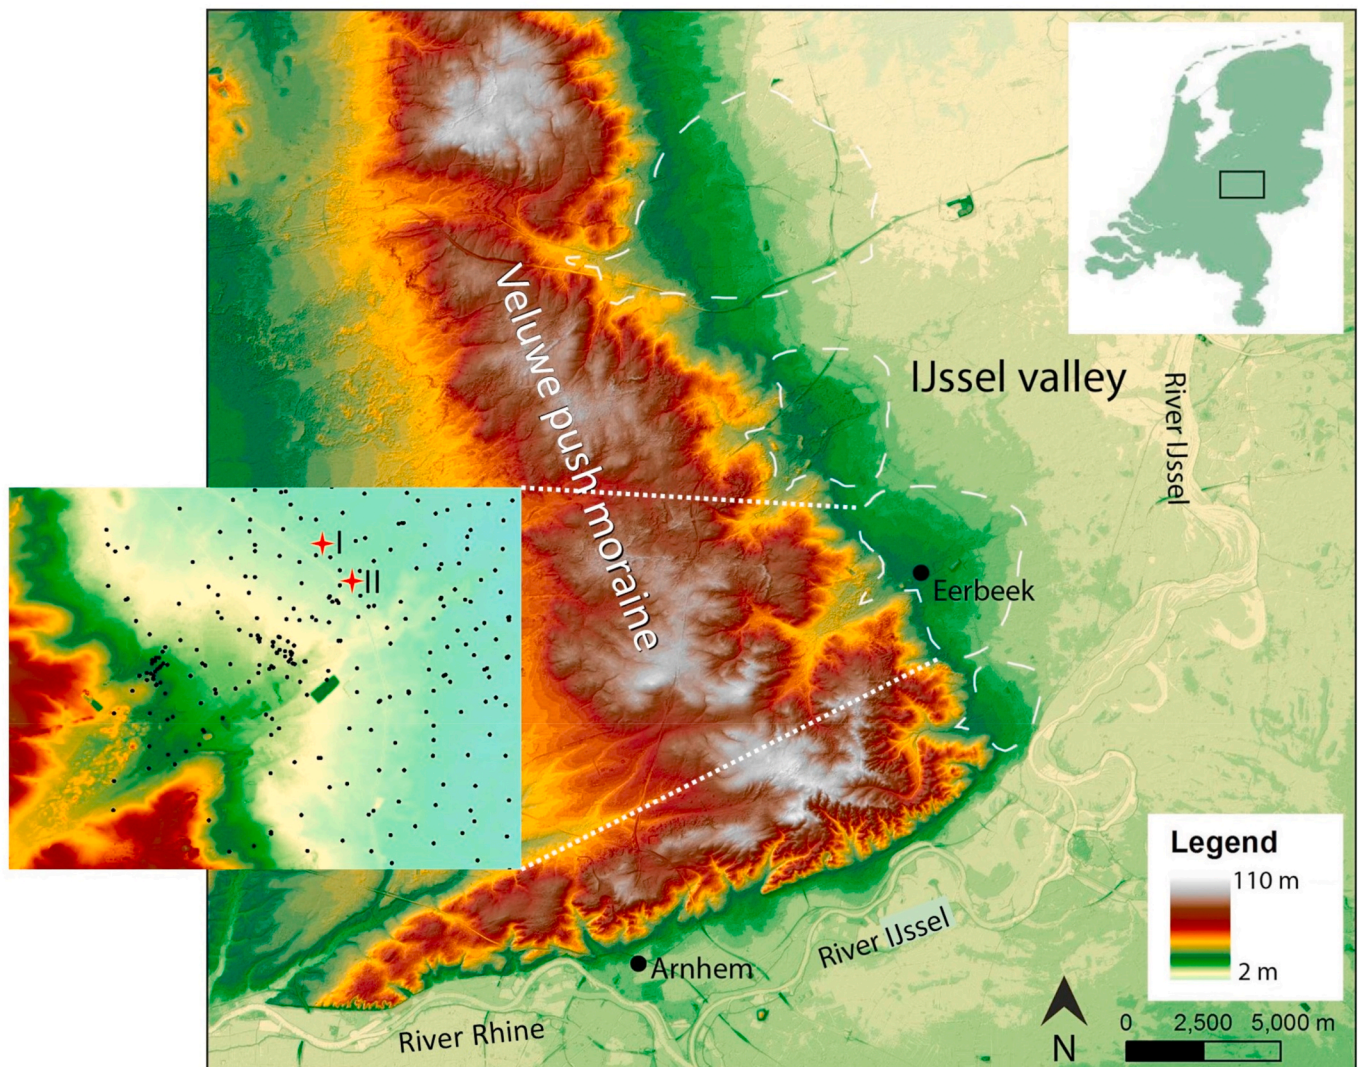 Veluwe push moraine
IJssel valley
River IJssel
I
II
Eerbeek
Legend
110 m
2 m
River IJssel
Arnhem
River Rhine
N
0 2,500 5,000 m